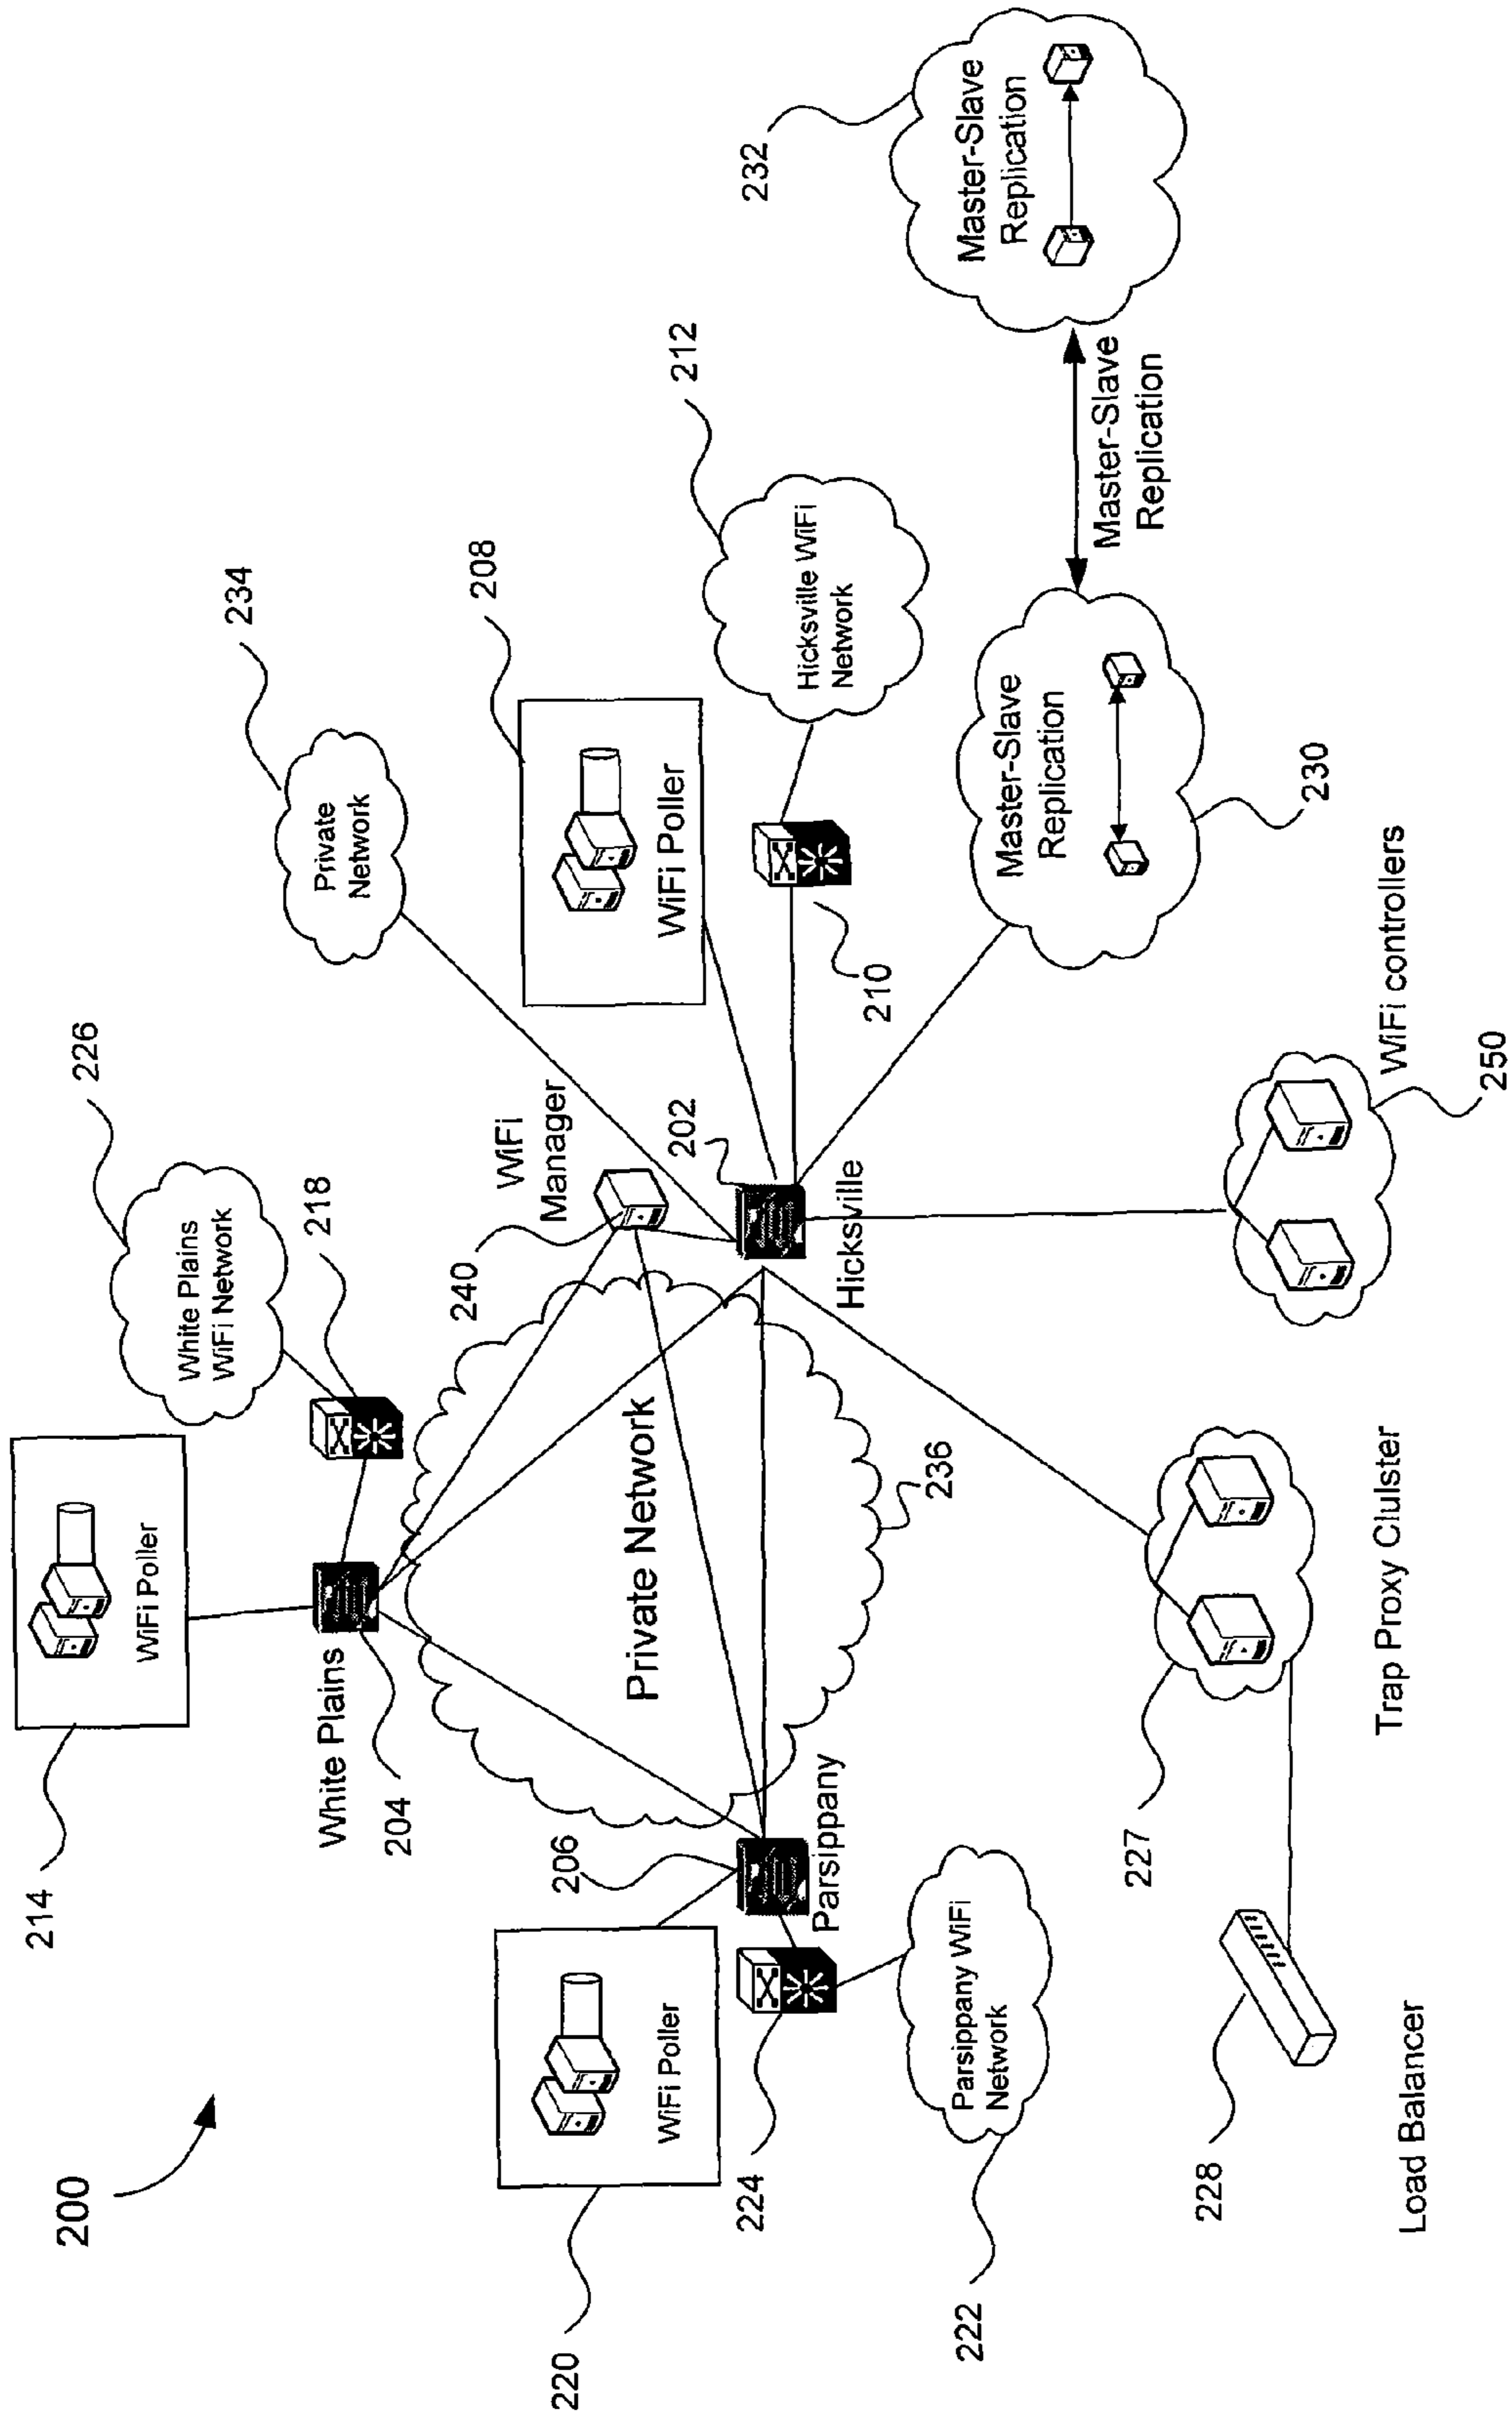 200
214
WiFi Poller
226
White Plains
WiFi Network
218
234
Private
Network
White Plains
204
220
WiFi Poller
206
Parsippany
224
Private Network
236
240
WiFi
Manager
202
Hicksville
208
WiFi Poller
210
212
Hicksville WiFi
Network
232
Master-Slave
Replication
Master-Slave
Replication
Master-Slave
Replication
230
222
Parsippany WiFi
Network
228
Load Balancer
227
Trap Proxy Clulster
WiFi controllers
250